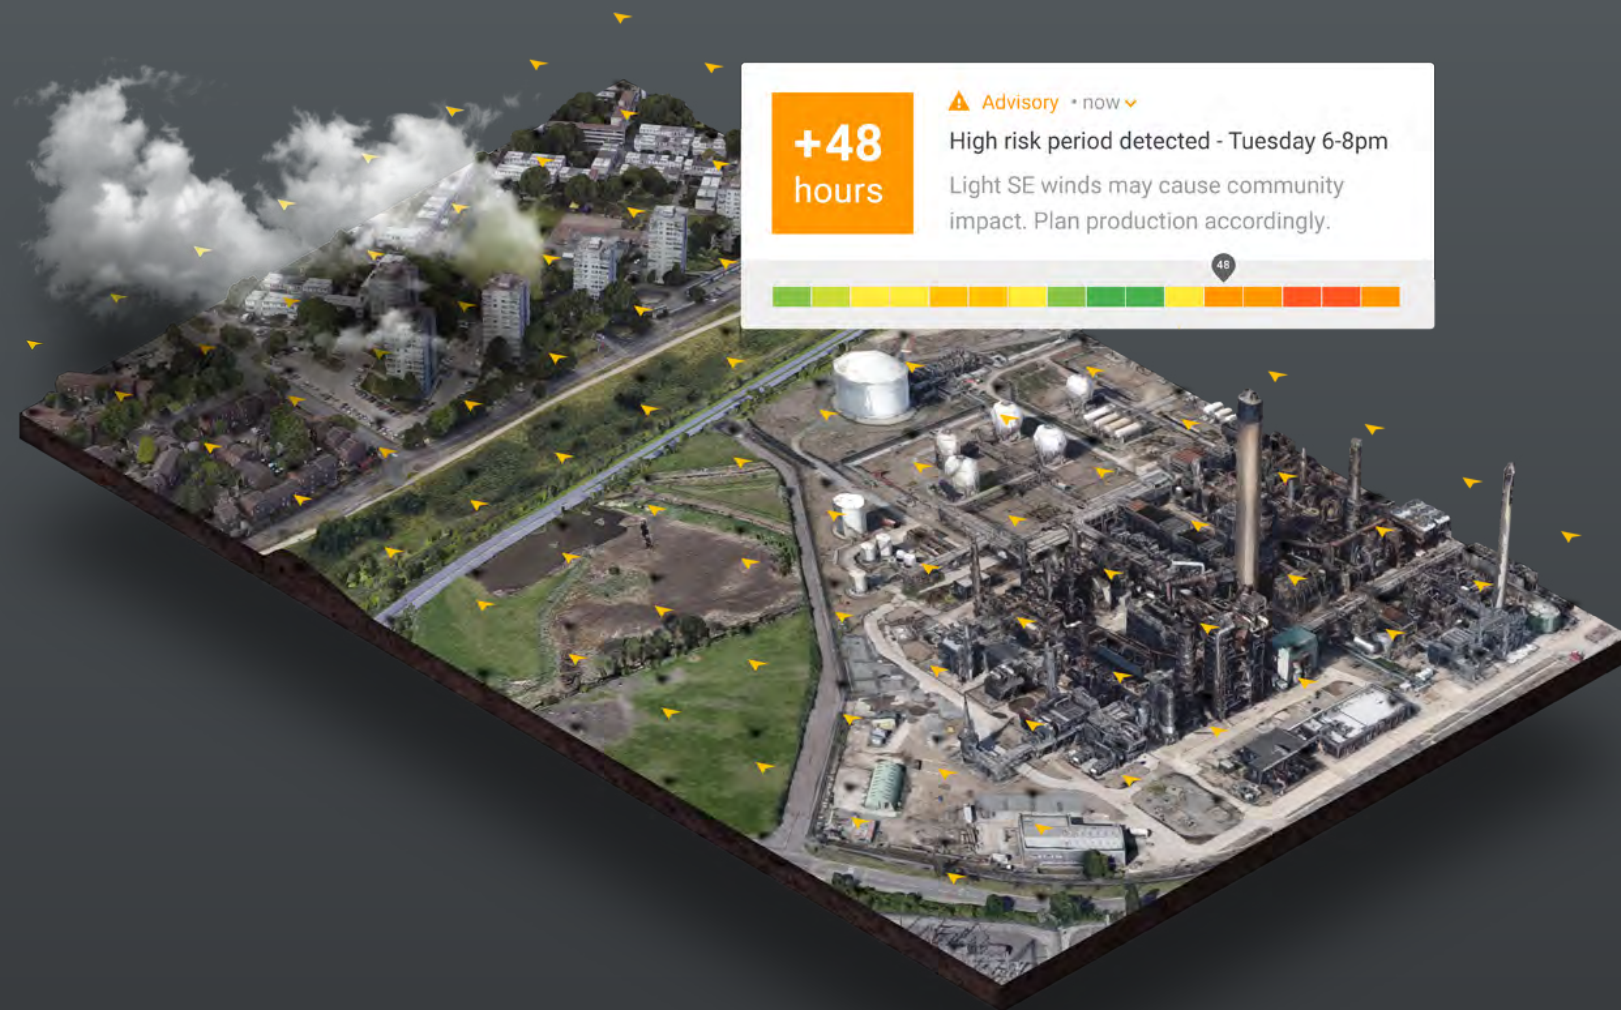 +48
hours
Advisory • now
High risk period detected - Tuesday 6-8pm
Light SE winds may cause community
impact. Plan production accordingly.
48